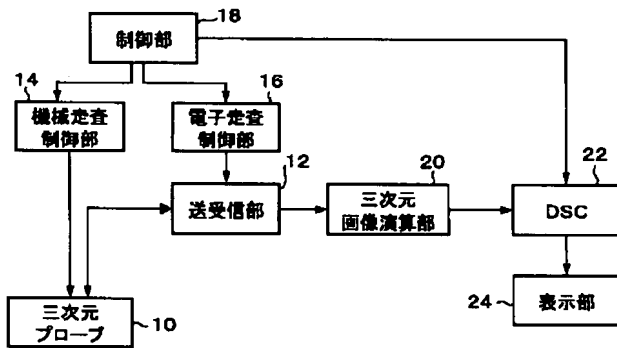 18
制御部
14
機械走査
制御部
16
電子走査
制御部
12
送受信部
20
三次元
画像演算部
22
DSC
三次元
プローブ
10
24
表示部